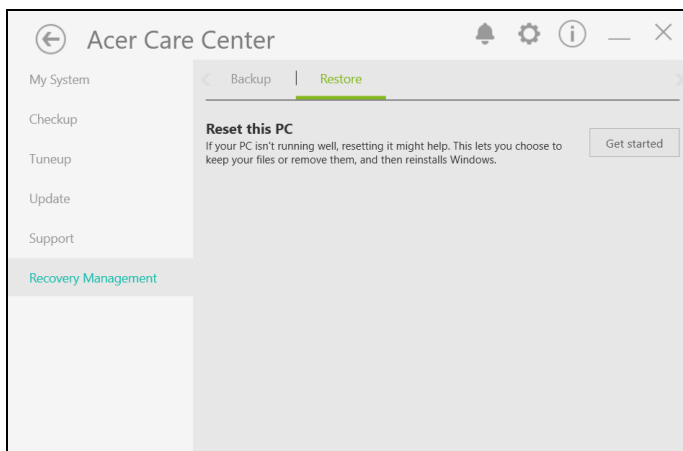 Acer Care Center
My System
Checkup
Tuneup
Update
Support
Recovery Management
Backup
Restore
Reset this PC
If your PC isn't running well, resetting it might help. This lets you choose to
keep your files or remove them, and then reinstalls Windows.
Get started